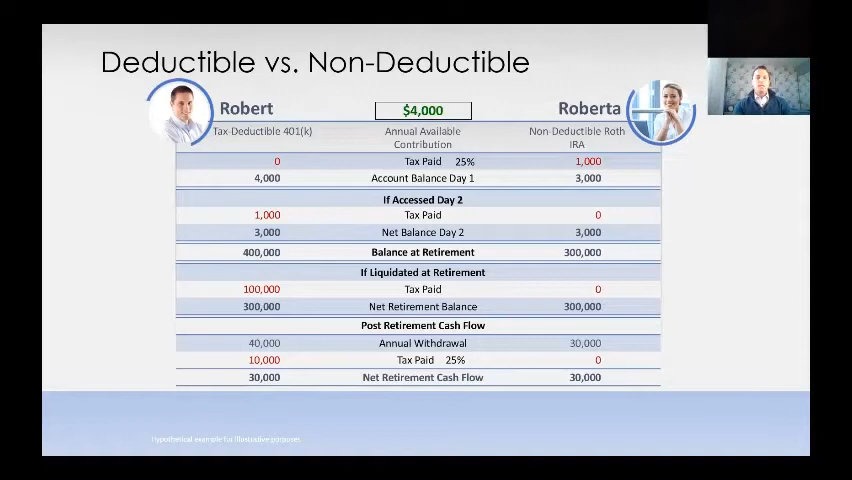 Deductible vs. Non-Deductible
Robert $4,000 Roberta
Tax-Deductible 401(k) Annual Available Non-Deductible Roth
Contribution IRA
0 Tax Paid 25% 1,000
4,000 Account Balance Day 1 3,000
If Accessed Day 2
1,000 Tax Paid 0
3,000 Net Balance Day 2 3,000
400,000 Balance at Retirement 300,000
If Liquidated at Retirement
100,000 Tax Paid 0
300,000 Net Retirement Balance 300,000
Post Retirement Cash Flow
40,000 Annual Withdrawal 30,000
10,000 Tax Paid 25% 0
30,000 Net Retirement Cash Flow 30,000
Hypothetical example for illustrative purposes.